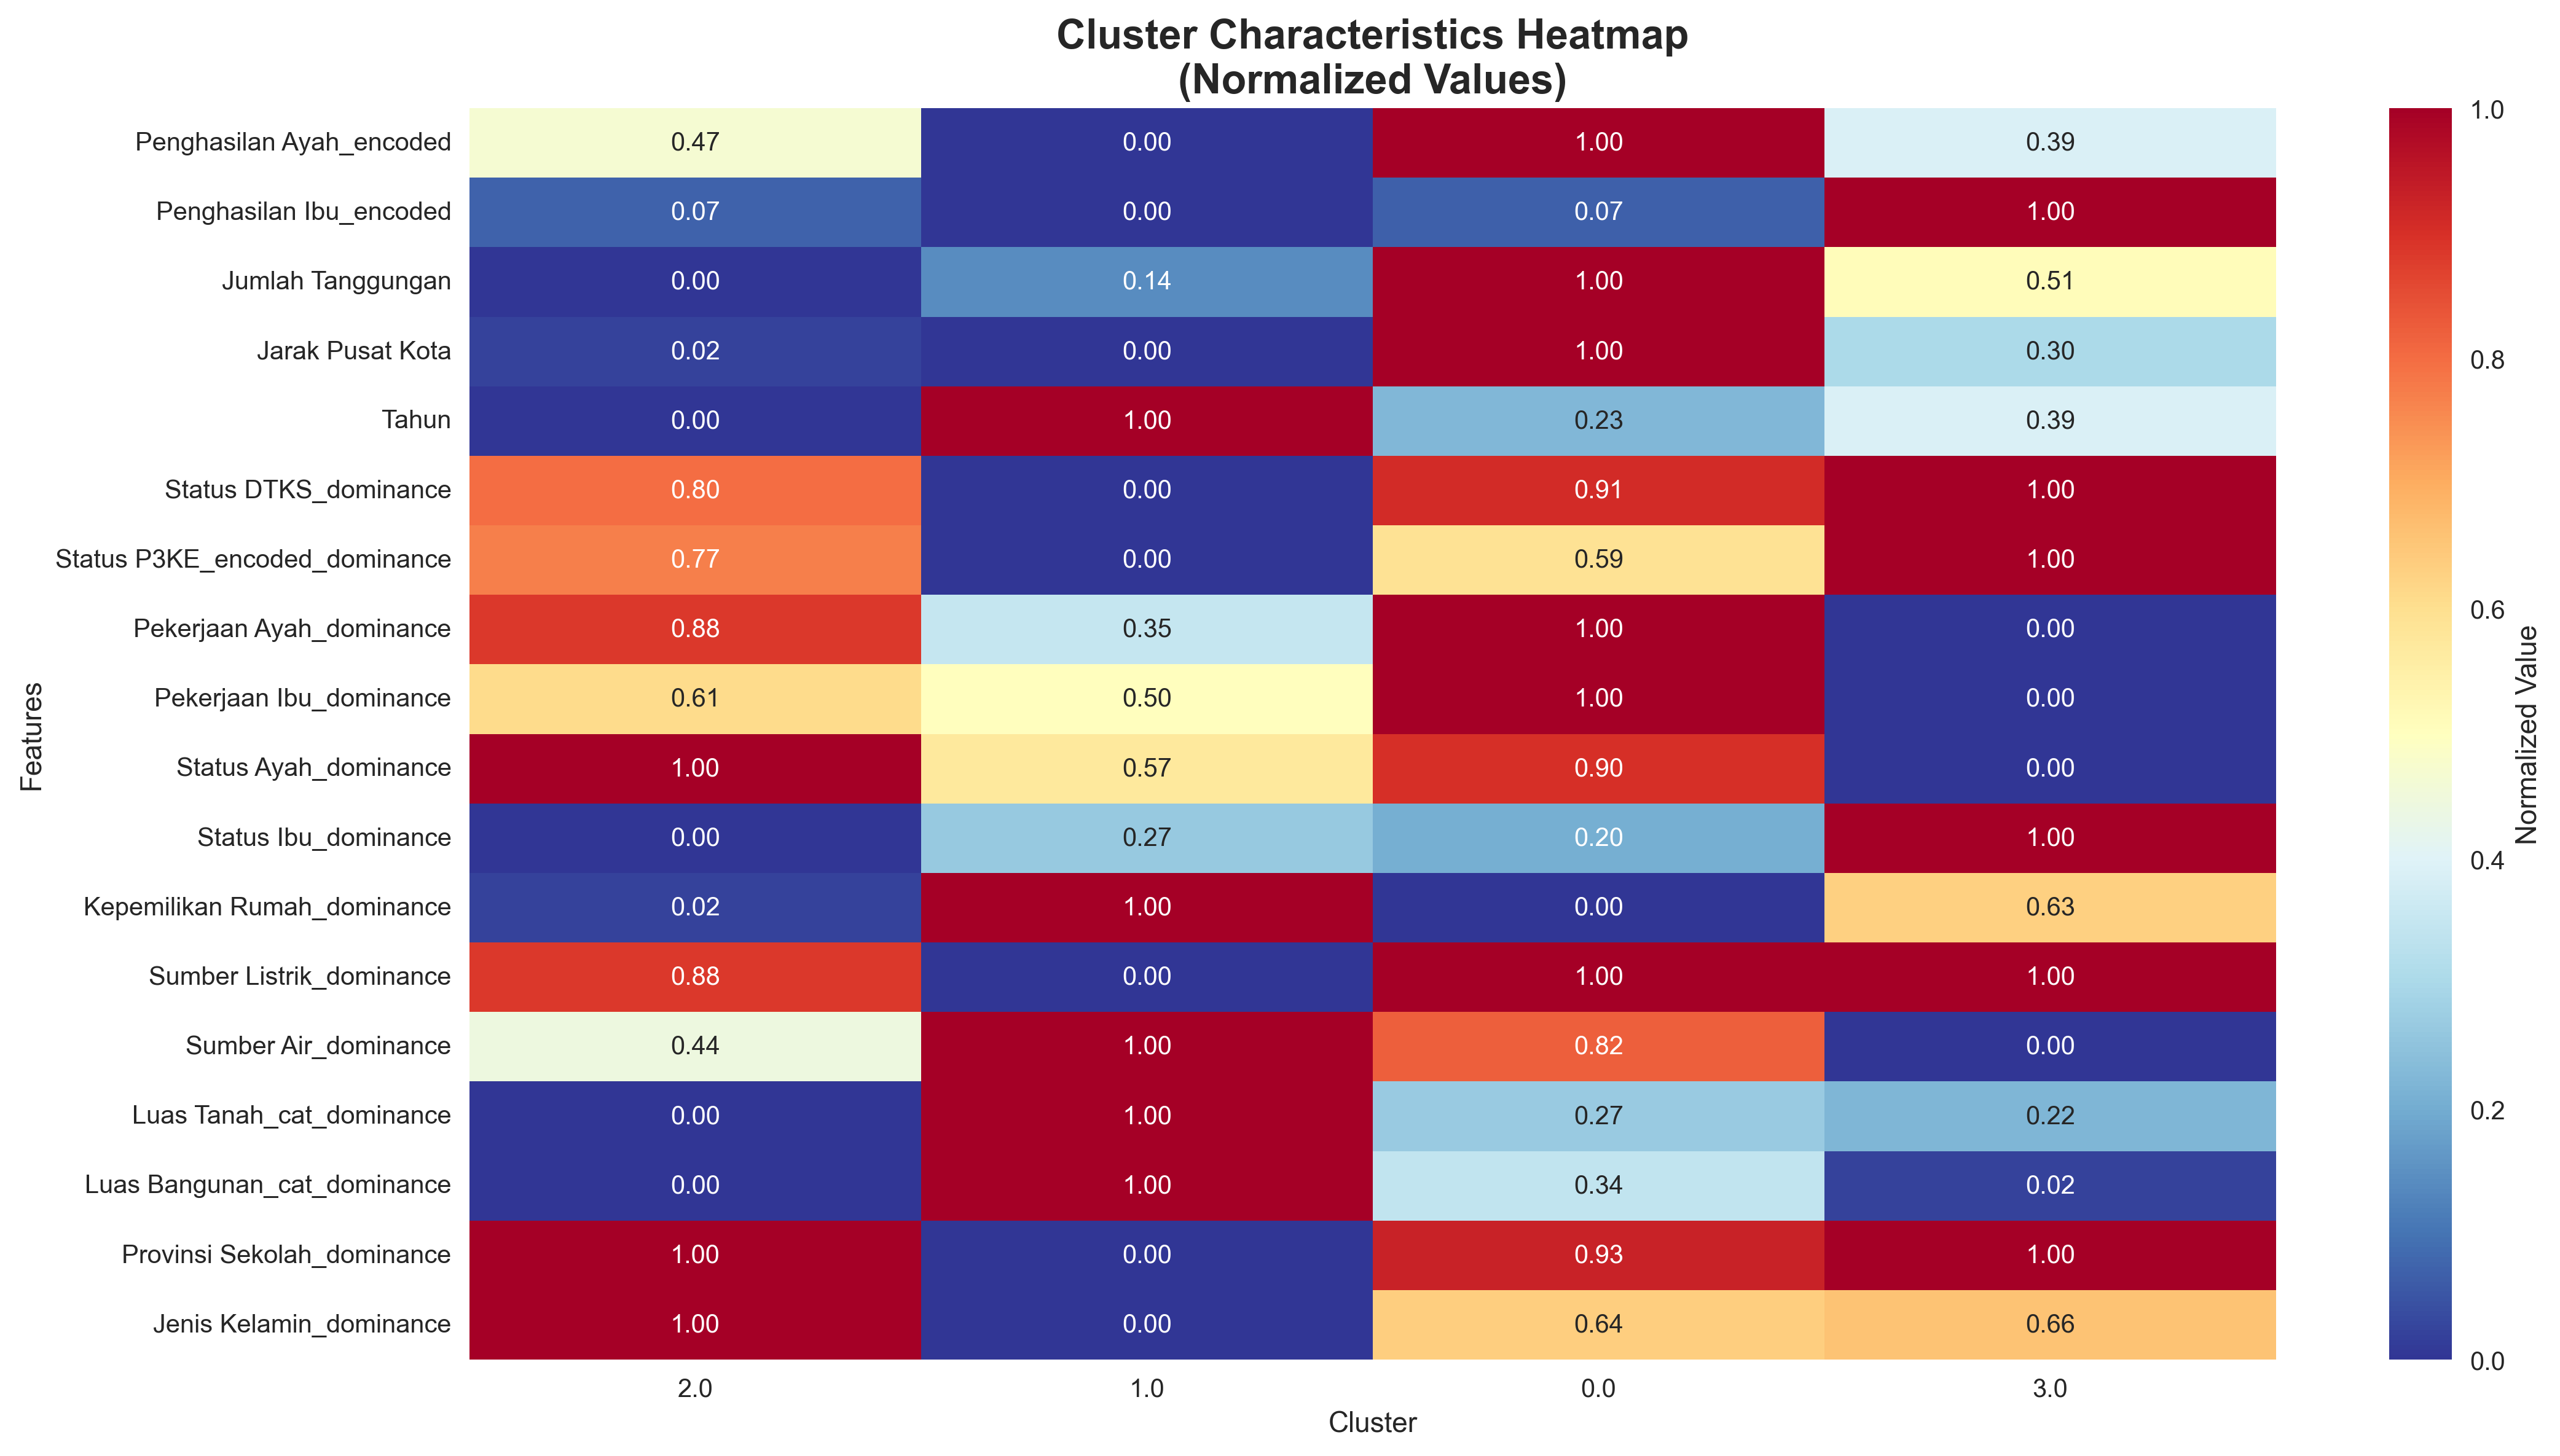 Cluster Characteristics Heatmap
(Normalized Values)
Features
Penghasilan Ayah_encoded 0.47 0.00 1.00 0.39
Penghasilan Ibu_encoded 0.07 0.00 0.07 1.00
Jumlah Tanggungan 0.00 0.14 1.00 0.51
Jarak Pusat Kota 0.02 0.00 1.00 0.30
Tahun 0.00 1.00 0.23 0.39
Status DTKS_dominance 0.80 0.00 0.91 1.00
Status P3KE_encoded_dominance 0.77 0.00 0.59 1.00
Pekerjaan Ayah_dominance 0.88 0.35 1.00 0.00
Pekerjaan Ibu_dominance 0.61 0.50 1.00 0.00
Status Ayah_dominance 1.00 0.57 0.90 0.00
Status Ibu_dominance 0.00 0.27 0.20 1.00
Kepemilikan Rumah_dominance 0.02 1.00 0.00 0.63
Sumber Listrik_dominance 0.88 0.00 1.00 1.00
Sumber Air_dominance 0.44 1.00 0.82 0.00
Luas Tanah_cat_dominance 0.00 1.00 0.27 0.22
Luas Bangunan_cat_dominance 0.00 1.00 0.34 0.02
Provinsi Sekolah_dominance 1.00 0.00 0.93 1.00
Jenis Kelamin_dominance 1.00 0.00 0.64 0.66
2.0 1.0 0.0 3.0
Cluster
1.0
0.8
0.6
0.4
0.2
0.0
Normalized Value